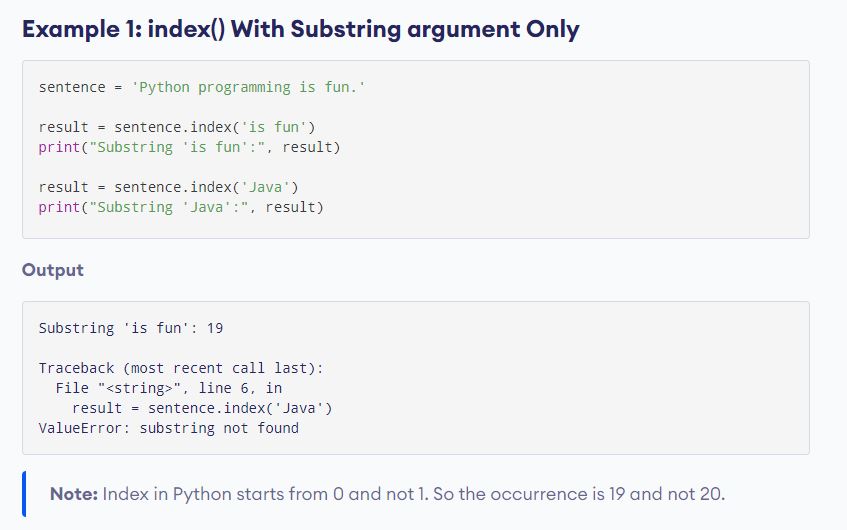 Example 1: index() With Substring argument Only
sentence = 'Python programming is fun.'
result = sentence.index('is fun')
print("Substring 'is fun':", result)
result = sentence.index('Java')
print("Substring 'Java':", result)
Output
Substring 'is fun': 19
Traceback (most recent call last):
  File "<string>", line 6, in
    result = sentence.index('Java')
ValueError: substring not found
Note: Index in Python starts from 0 and not 1. So the occurrence is 19 and not 20.